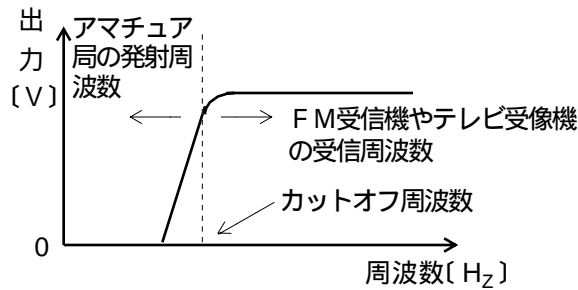 出力〔V〕
アマチュア
局の発射周
波数
FM受信機やテレビ受像機
の受信周波数
カットオフ周波数
0
周波数〔HZ〕